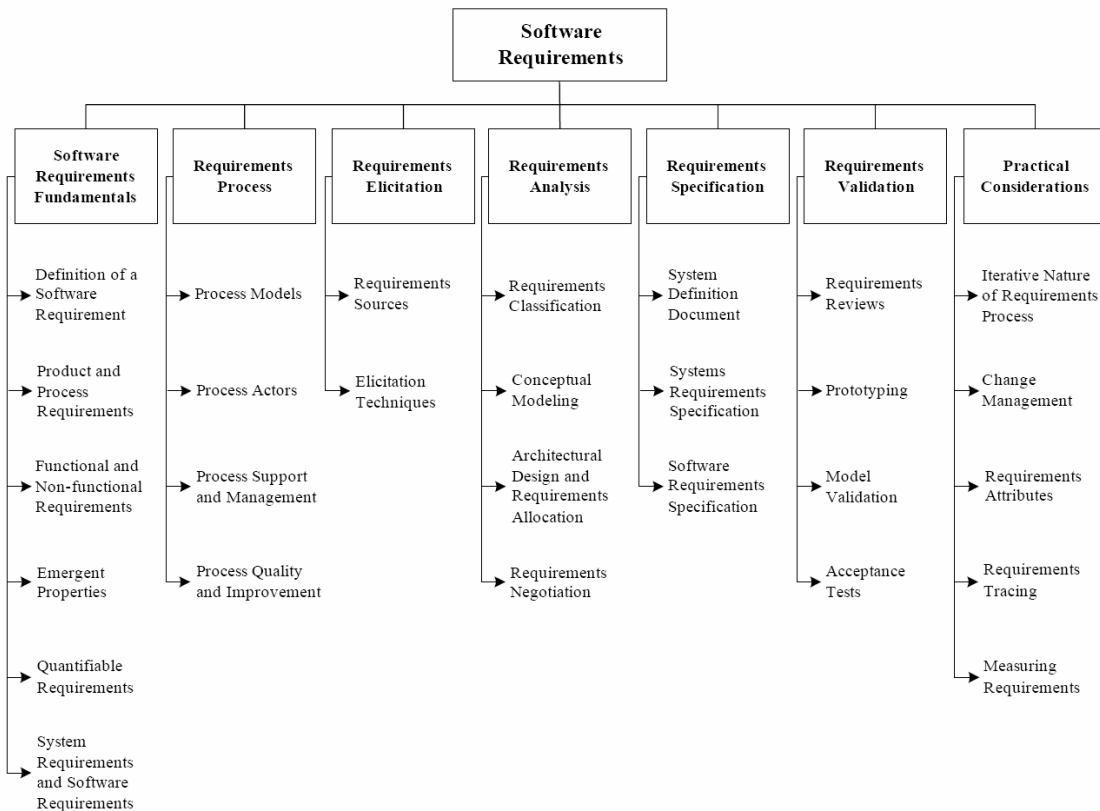 Software
Requirements
Software
Requirements
Fundamentals
Requirements
Process
Requirements
Elicitation
Requirements
Analysis
Requirements
Specification
Requirements
Validation
Practical
Considerations
Definition of a
Software
Requirement
Product and
Process
Requirements
Functional and
Non-functional
Requirements
Emergent
Properties
Quantifiable
Requirements
System
Requirements
and Software
Requirements
Process Models
Process Actors
Process Support
and Management
Process Quality
and Improvement
Requirements
Sources
Elicitation
Techniques
Requirements
Classification
Conceptual
Modeling
Architectural
Design and
Requirements
Allocation
Requirements
Negotiation
System
Definition
Document
Systems
Requirements
Specification
Software
Requirements
Specification
Requirements
Reviews
Prototyping
Model
Validation
Acceptance
Tests
Iterative Nature
of Requirements
Process
Change
Management
Requirements
Attributes
Requirements
Tracing
Measuring
Requirements